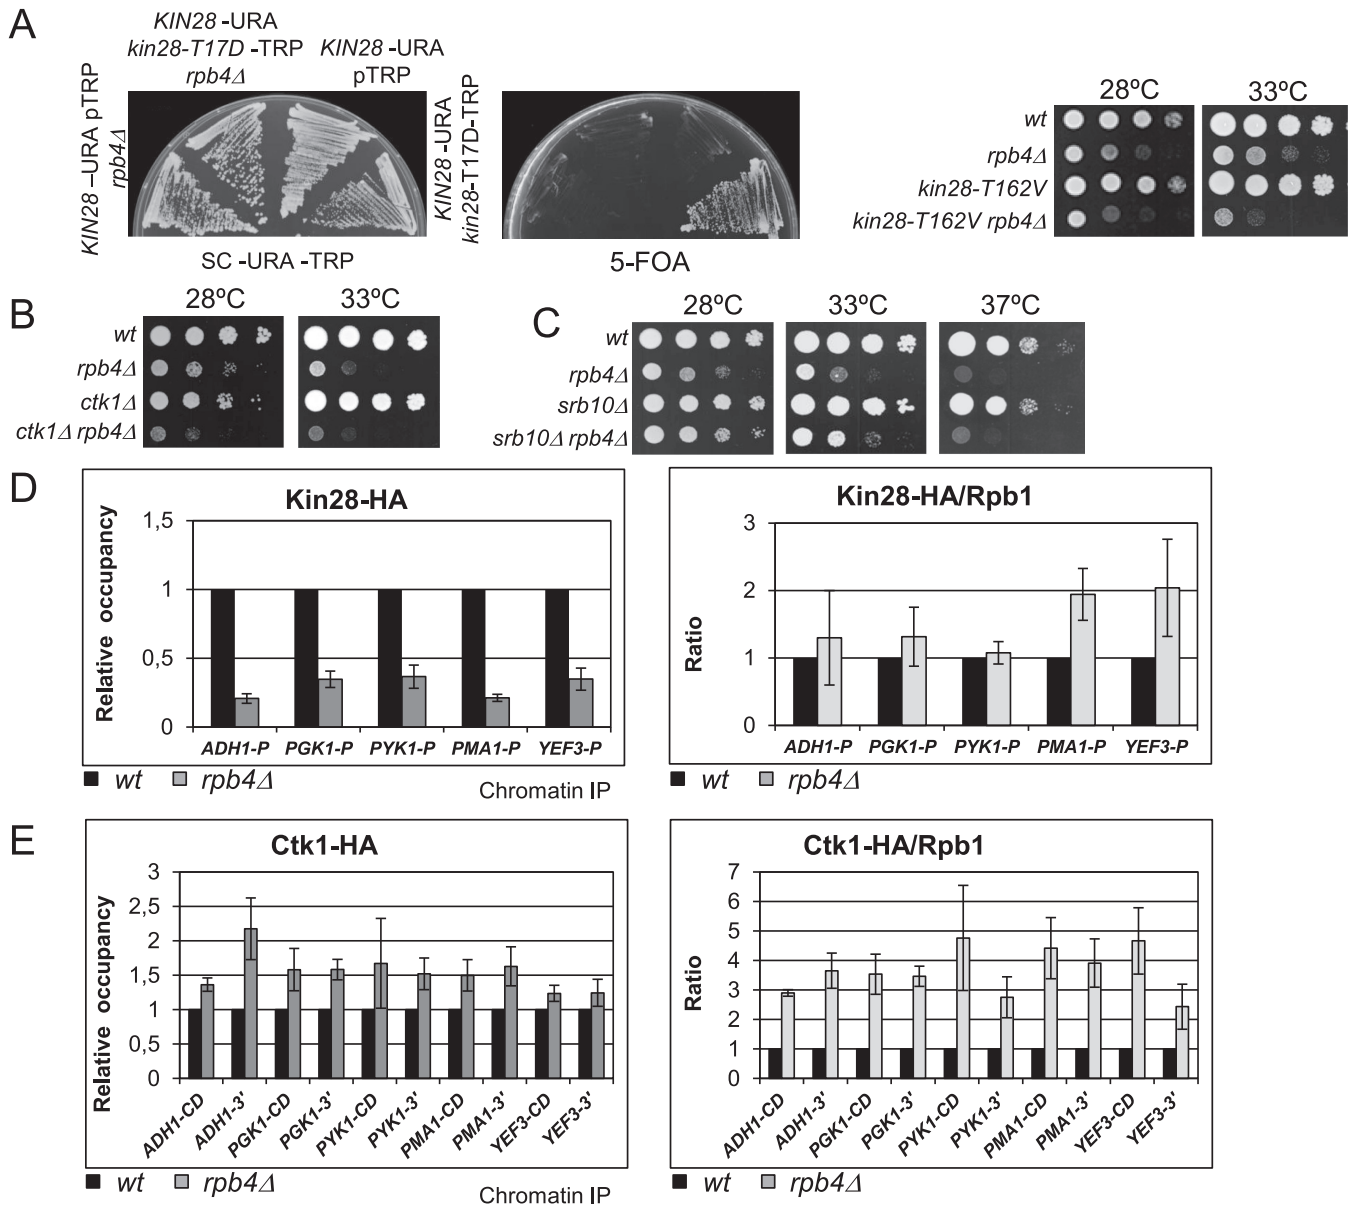 A
KIN28 -URA
kin28-T17D -TRP
rpb4Δ
KIN28 -URA
pTRP
KIN28 –URA pTRP
rpb4Δ
KIN28 -URA
kin28-T17D-TRP
SC -URA -TRP
5-FOA
28ºC
33ºC
wt
rpb4Δ
kin28-T162V
kin28-T162V rpb4Δ
B
28ºC
33ºC
wt
rpb4Δ
ctk1Δ
ctk1Δ rpb4Δ
C
28ºC
33ºC
37ºC
wt
rpb4Δ
srb10Δ
srb10Δ rpb4Δ
D
Kin28-HA
Relative occupancy
1,5
1
0,5
0
ADH1-P PGK1-P PYK1-P PMA1-P YEF3-P
wt rpb4Δ
Chromatin IP
Kin28-HA/Rpb1
Ratio
3
2
1
0
ADH1-P PGK1-P PYK1-P PMA1-P YEF3-P
wt rpb4Δ
E
Ctk1-HA
Relative occupancy
3
2,5
2
1,5
1
0,5
0
ADH1-CD ADH1-3' PGK1-CD PGK1-3' PYK1-CD PYK1-3' PMA1-CD PMA1-3' YEF3-CD YEF3-3'
wt rpb4Δ
Chromatin IP
Ctk1-HA/Rpb1
Ratio
7
6
5
4
3
2
1
0
ADH1-CD ADH1-3' PGK1-CD PGK1-3' PYK1-CD PYK1-3' PMA1-CD PMA1-3' YEF3-CD YEF3-3'
wt rpb4Δ